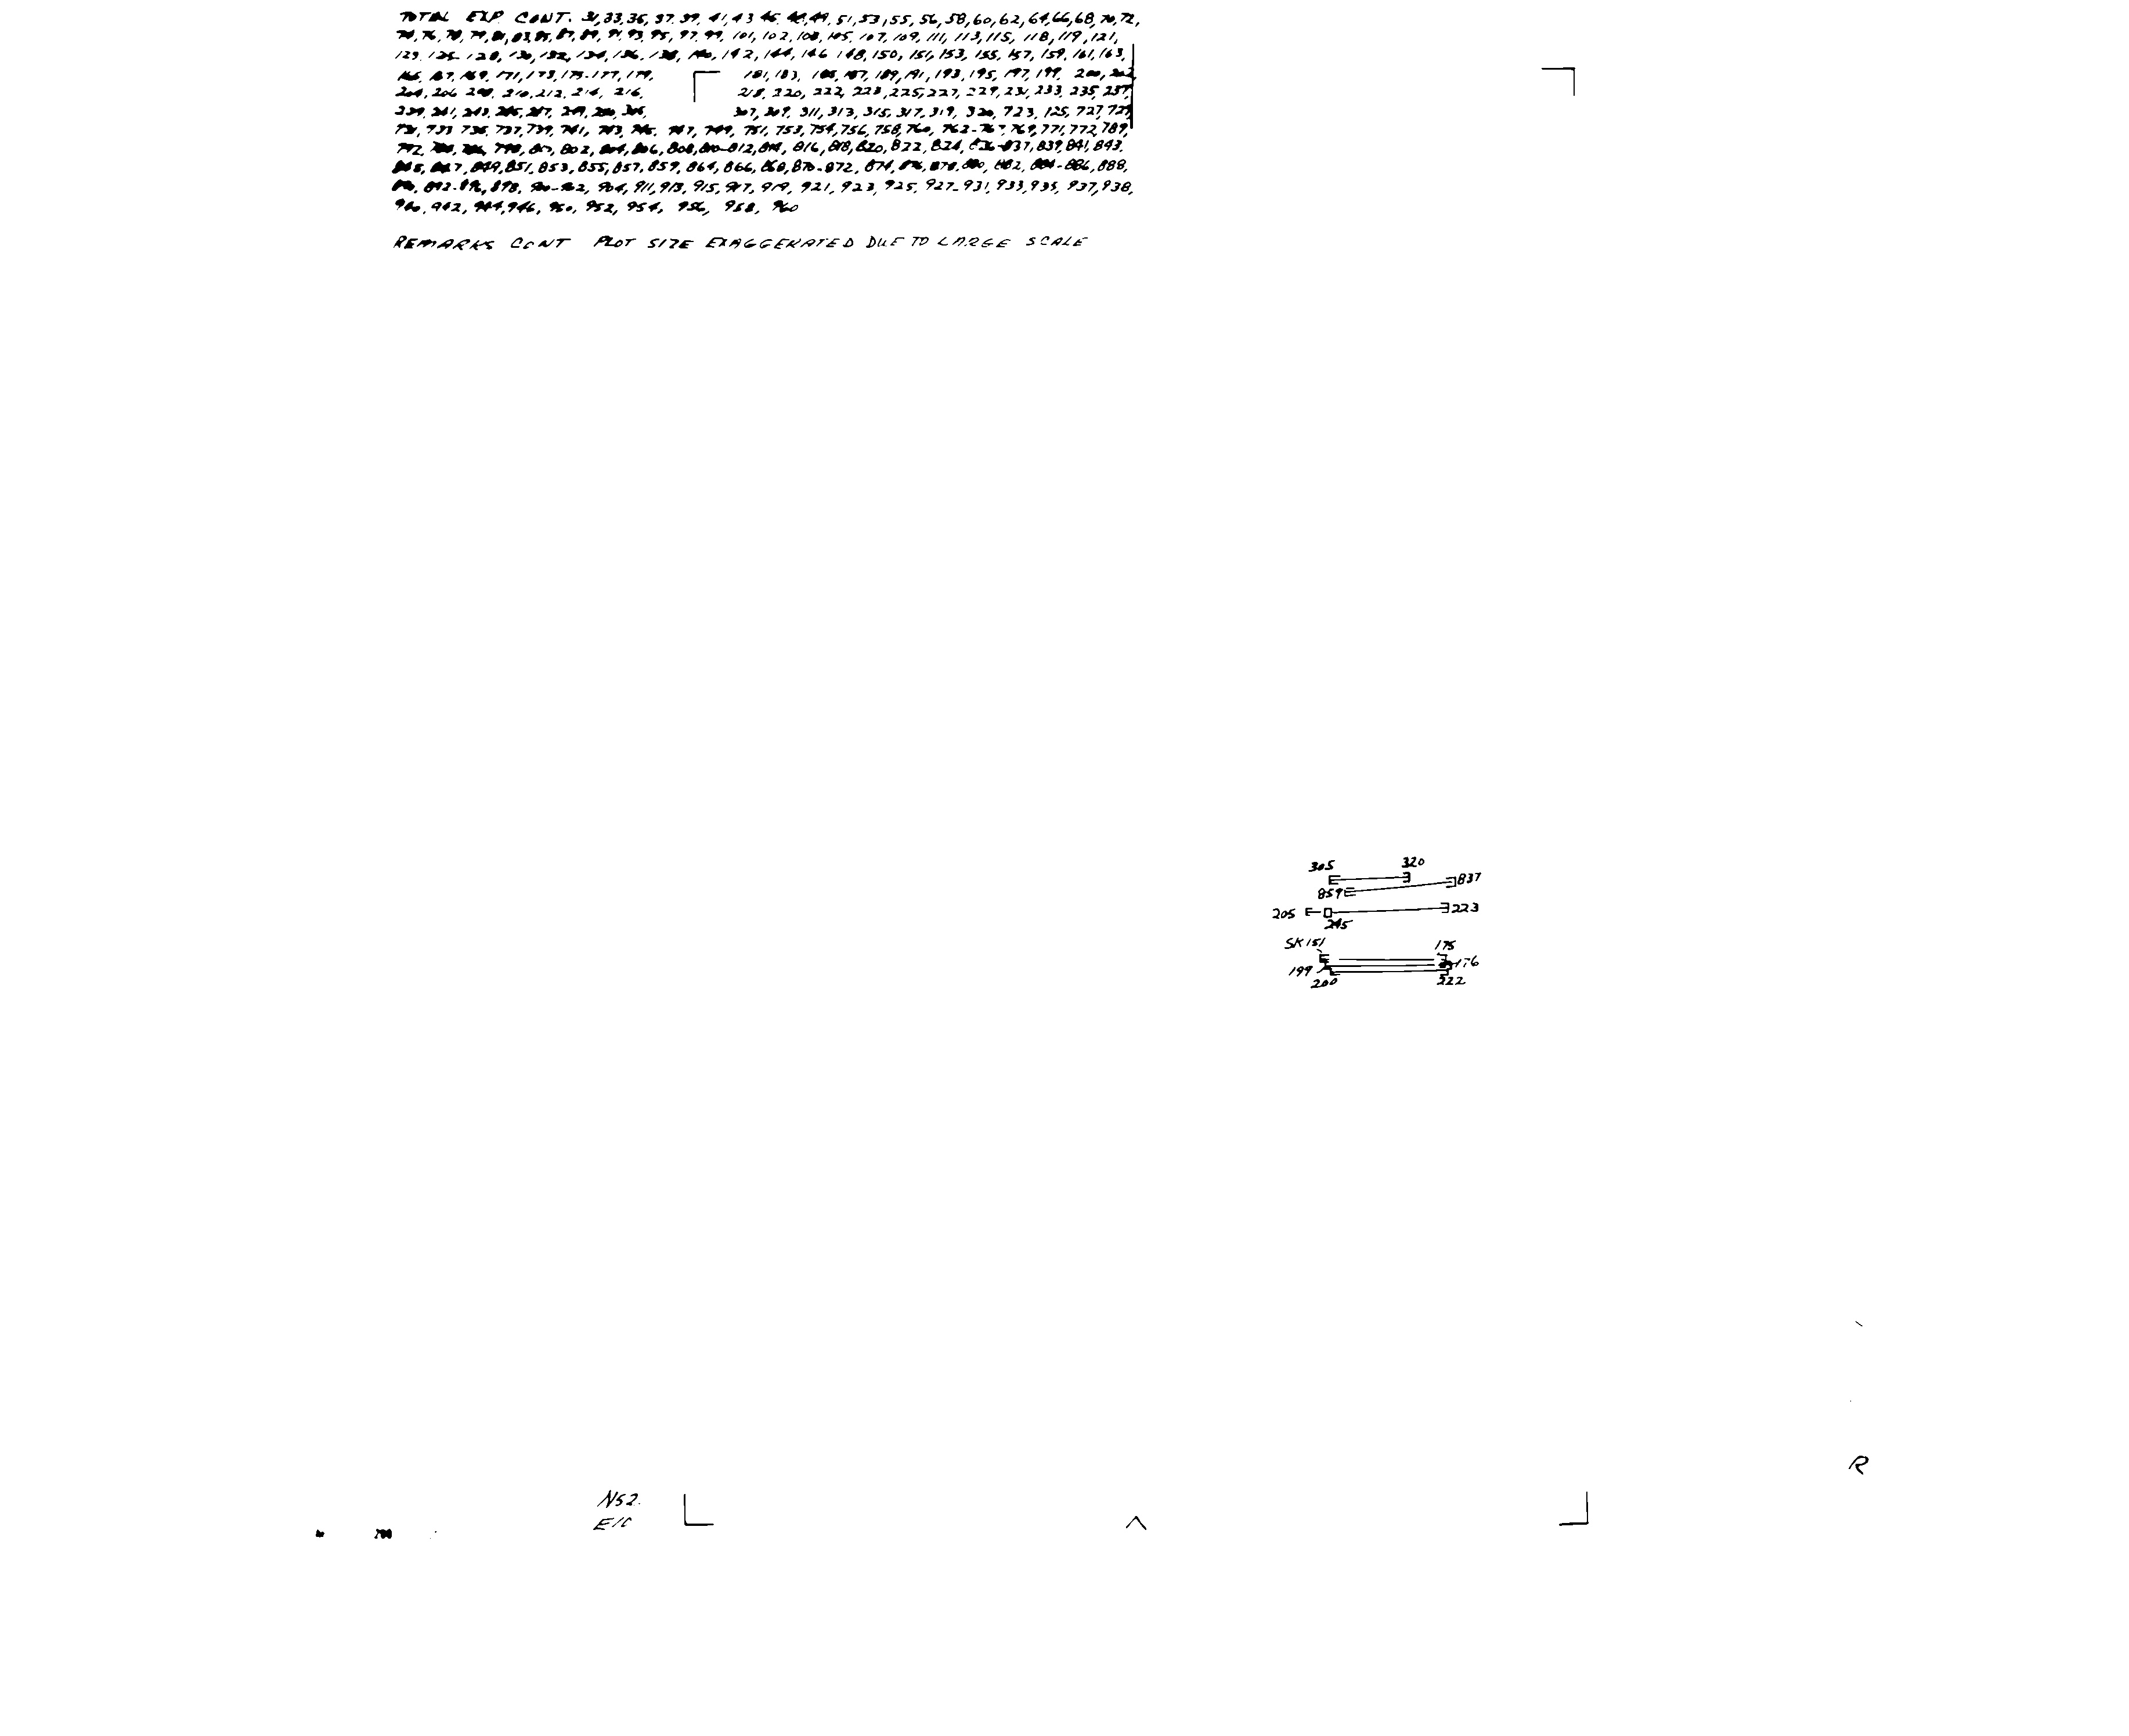 TOTAL EXP CONT. 31,33,35,37,39,41,43 45, 49, 51,53,55,56,58,60,62,64,66,68,70,72,
74,76,78,79,81,83,85,87,89,91,93,95,97,99,101,102,103,105,107,109,111,113,115,118,119,121,
123,125-128,130,132,134,136,138,140,142,144,146 148,150,151,153,155,157,159,161,163,
167,169,171,173,175-177,179, 181,183,185,187,189,191,193,195,197,199, 200,202
204,206 208,210,212,214,216, 218,220,222,223,225,227,229,231,233,235,237,
239,241,243,245,247,249, 305, 307,309,311,313,315,317,319,320,723,125,727,729
731,733 735,737,739,741,743,745,747,749,751,753,754,756,758,760,762-767,769,771,772,789,
792, 798, 802,804,806,808,810-812,814,816,818,820,822,824,836-837,839,841,843,
845,847,849,851,853,855,857,859,864,866,868,870-872,874,876,878,880,882,884-886,888,
892-896,898,900-902,904,911,913,915,917,919,921,923,925,927-931,933,935,937,938,
940,942,944,946,950,952,954,956,958,960
REMARKS CONT PLOT SIZE EXAGGERATED DUE TO LARGE SCALE
305 320
859 837
205 223
245
SK151 175
199 176
200 222
R
N52
E10